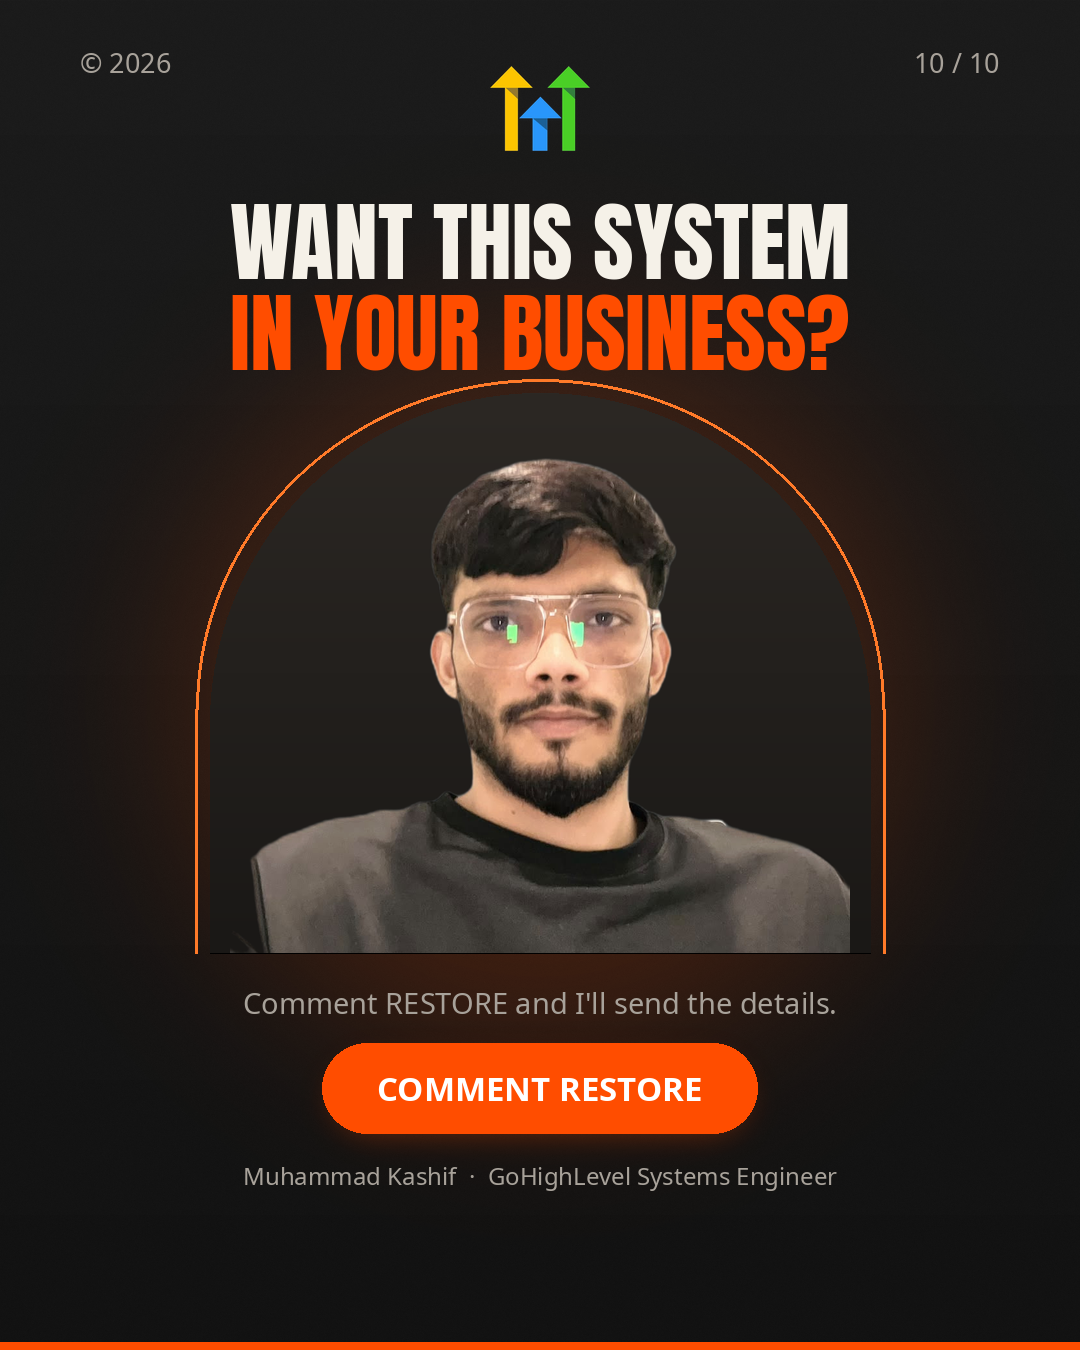 © 2026
10 / 10
WANT THIS SYSTEM
IN YOUR BUSINESS?
Comment RESTORE and I'll send the details.
COMMENT RESTORE
Muhammad Kashif · GoHighLevel Systems Engineer